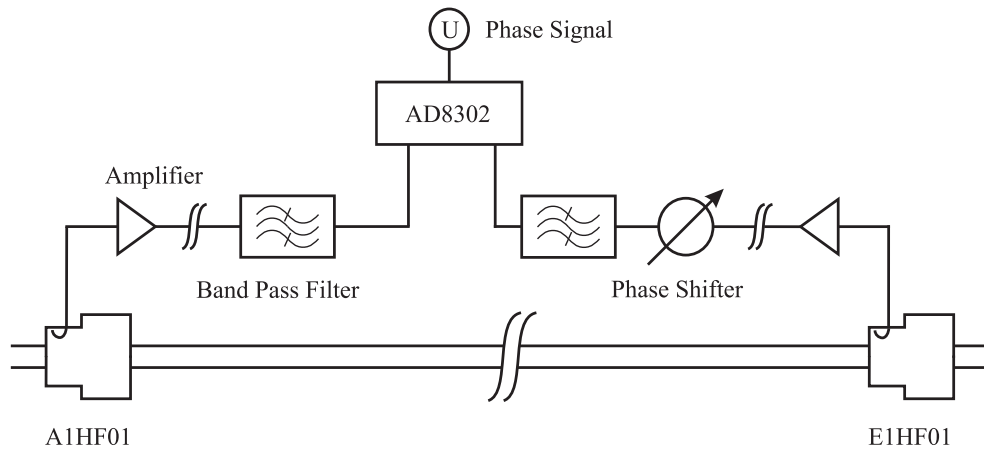 U Phase Signal
AD8302
Amplifier
Band Pass Filter
Phase Shifter
A1HF01
E1HF01